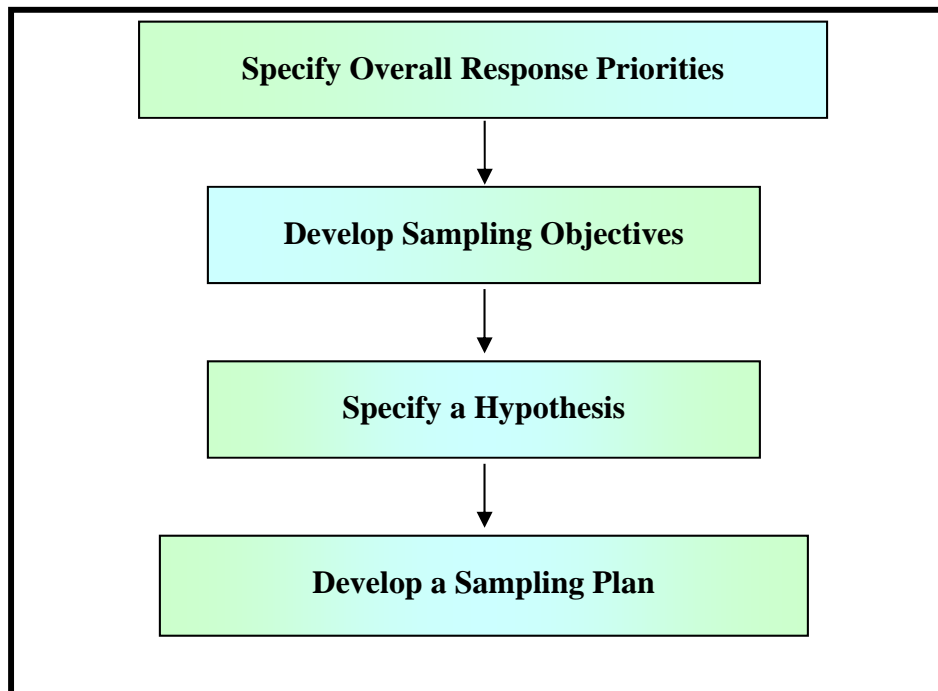 Specify Overall Response Priorities
Develop Sampling Objectives
Specify a Hypothesis
Develop a Sampling Plan